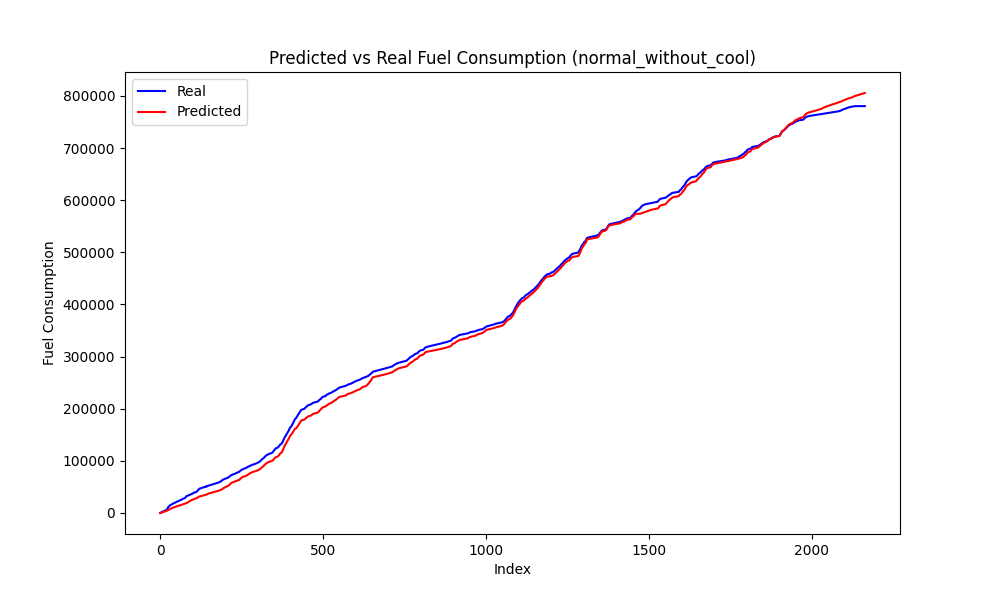 Predicted vs Real Fuel Consumption (normal_without_cool)
Real
Predicted
800000
700000
600000
500000
400000
300000
200000
100000
0
Fuel Consumption
0 500 1000 1500 2000
Index